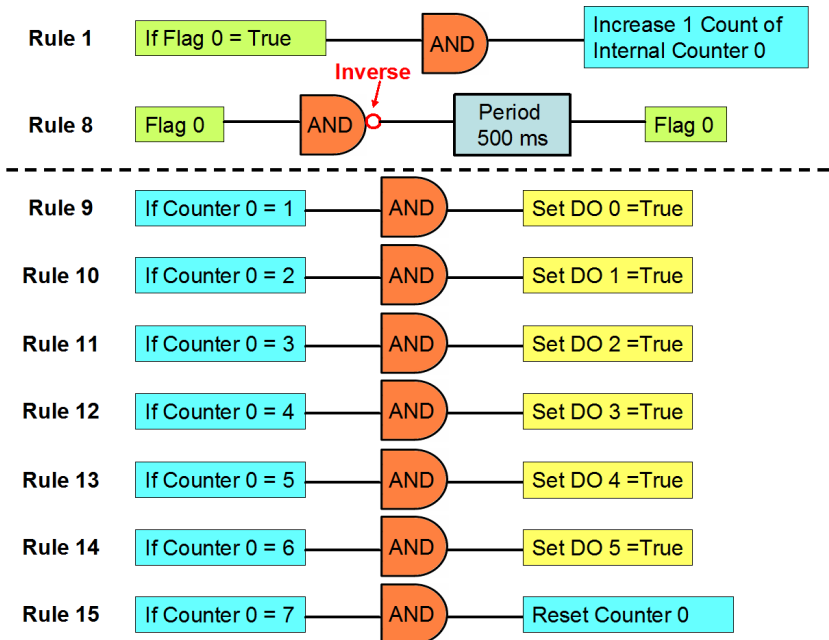 Rule 1
If Flag 0 = True
AND
Increase 1 Count of
Internal Counter 0
Inverse
Rule 8
Flag 0
AND
Period
500 ms
Flag 0
Rule 9
If Counter 0 = 1
AND
Set DO 0 =True
Rule 10
If Counter 0 = 2
AND
Set DO 1 =True
Rule 11
If Counter 0 = 3
AND
Set DO 2 =True
Rule 12
If Counter 0 = 4
AND
Set DO 3 =True
Rule 13
If Counter 0 = 5
AND
Set DO 4 =True
Rule 14
If Counter 0 = 6
AND
Set DO 5 =True
Rule 15
If Counter 0 = 7
AND
Reset Counter 0